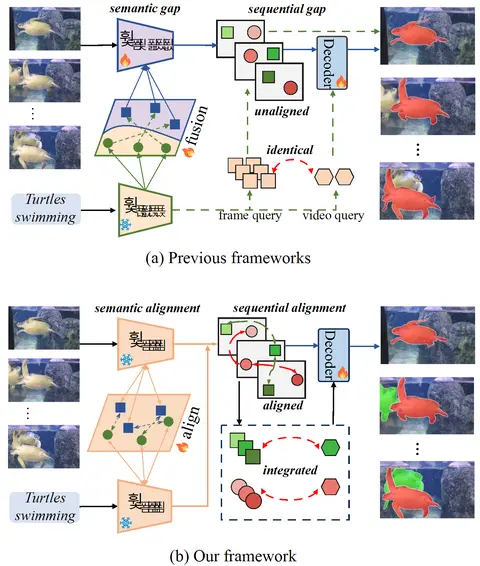 semantic gap
sequential gap
Decoder
unaligned
fusion
identical
Turtles
swimming
frame query
video query
(a) Previous frameworks
semantic alignment
sequential alignment
Decoder
aligned
align
integrated
Turtles
swimming
(b) Our framework